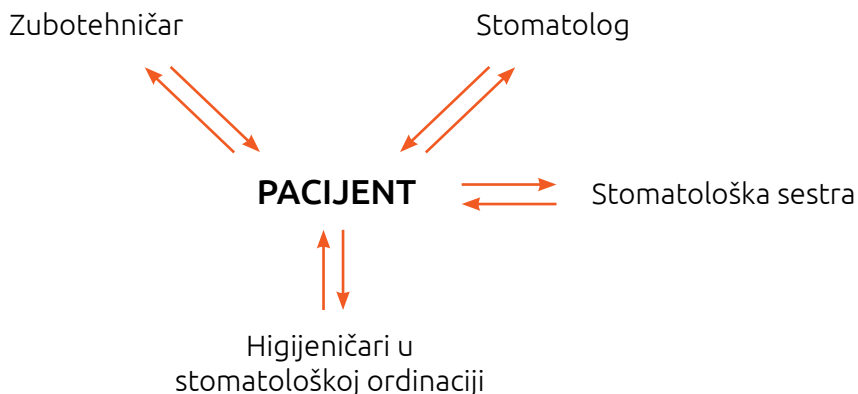 Zubotehničar
Stomatolog
PACIJENT
Stomatološka sestra
Higijeničari u
stomatološkoj ordinaciji